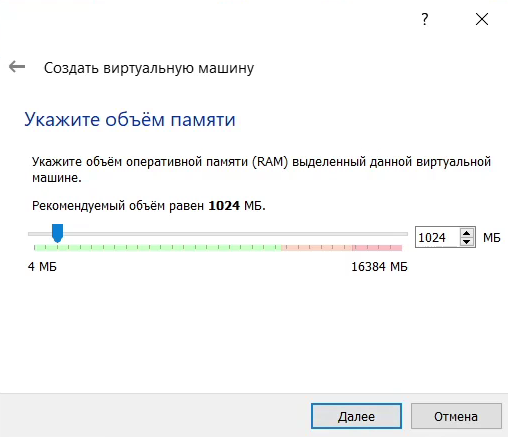 ?
Создать виртуальную машину
Укажите объём памяти
Укажите объём оперативной памяти (RAM) выделенный данной виртуальной
машине.
Рекомендуемый объём равен 1024 МБ.
1024 МБ
4 МБ 16384 МБ
Далее Отмена